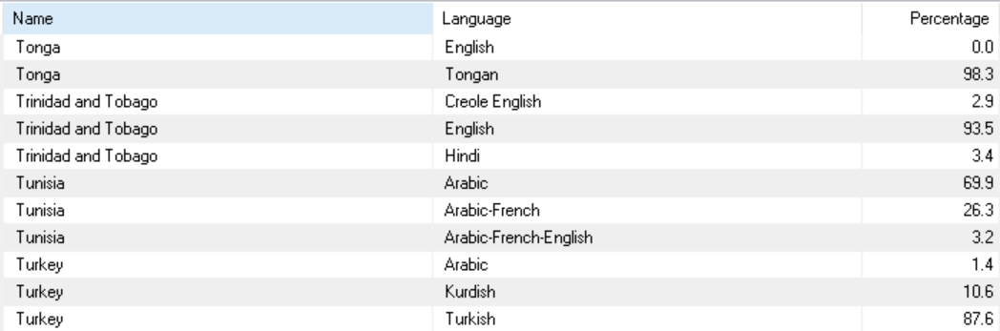 Name Language Percentage
Tonga English 0.0
Tonga Tongan 98.3
Trinidad and Tobago Creole English 2.9
Trinidad and Tobago English 93.5
Trinidad and Tobago Hindi 3.4
Tunisia Arabic 69.9
Tunisia Arabic-French 26.3
Tunisia Arabic-French-English 3.2
Turkey Arabic 1.4
Turkey Kurdish 10.6
Turkey Turkish 87.6